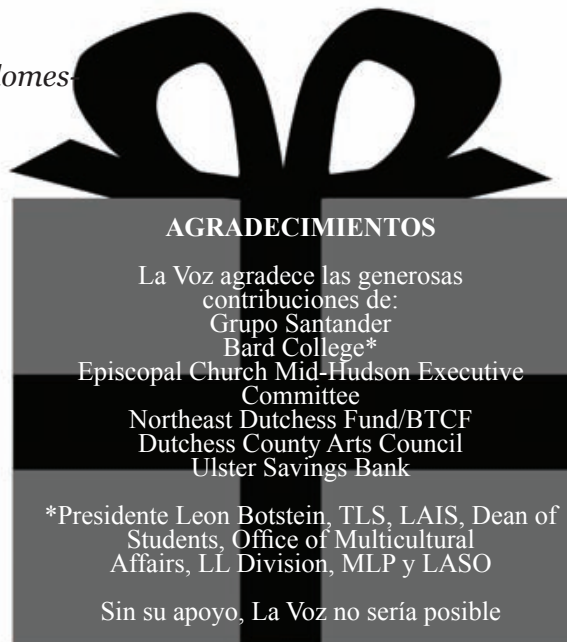 domes-
AGRADECIMIENTOS
La Voz agradece las generosas
contribuciones de:
Grupo Santander
Bard College*
Episcopal Church Mid-Hudson Executive
Committee
Northeast Dutchess Fund/BTCF
Dutchess County Arts Council
Ulster Savings Bank
*Presidente Leon Botstein, TLS, LAIS, Dean of
Students, Office of Multicultural
Affairs, LL Division, MLP y LASO
Sin su apoyo, La Voz no sería posible